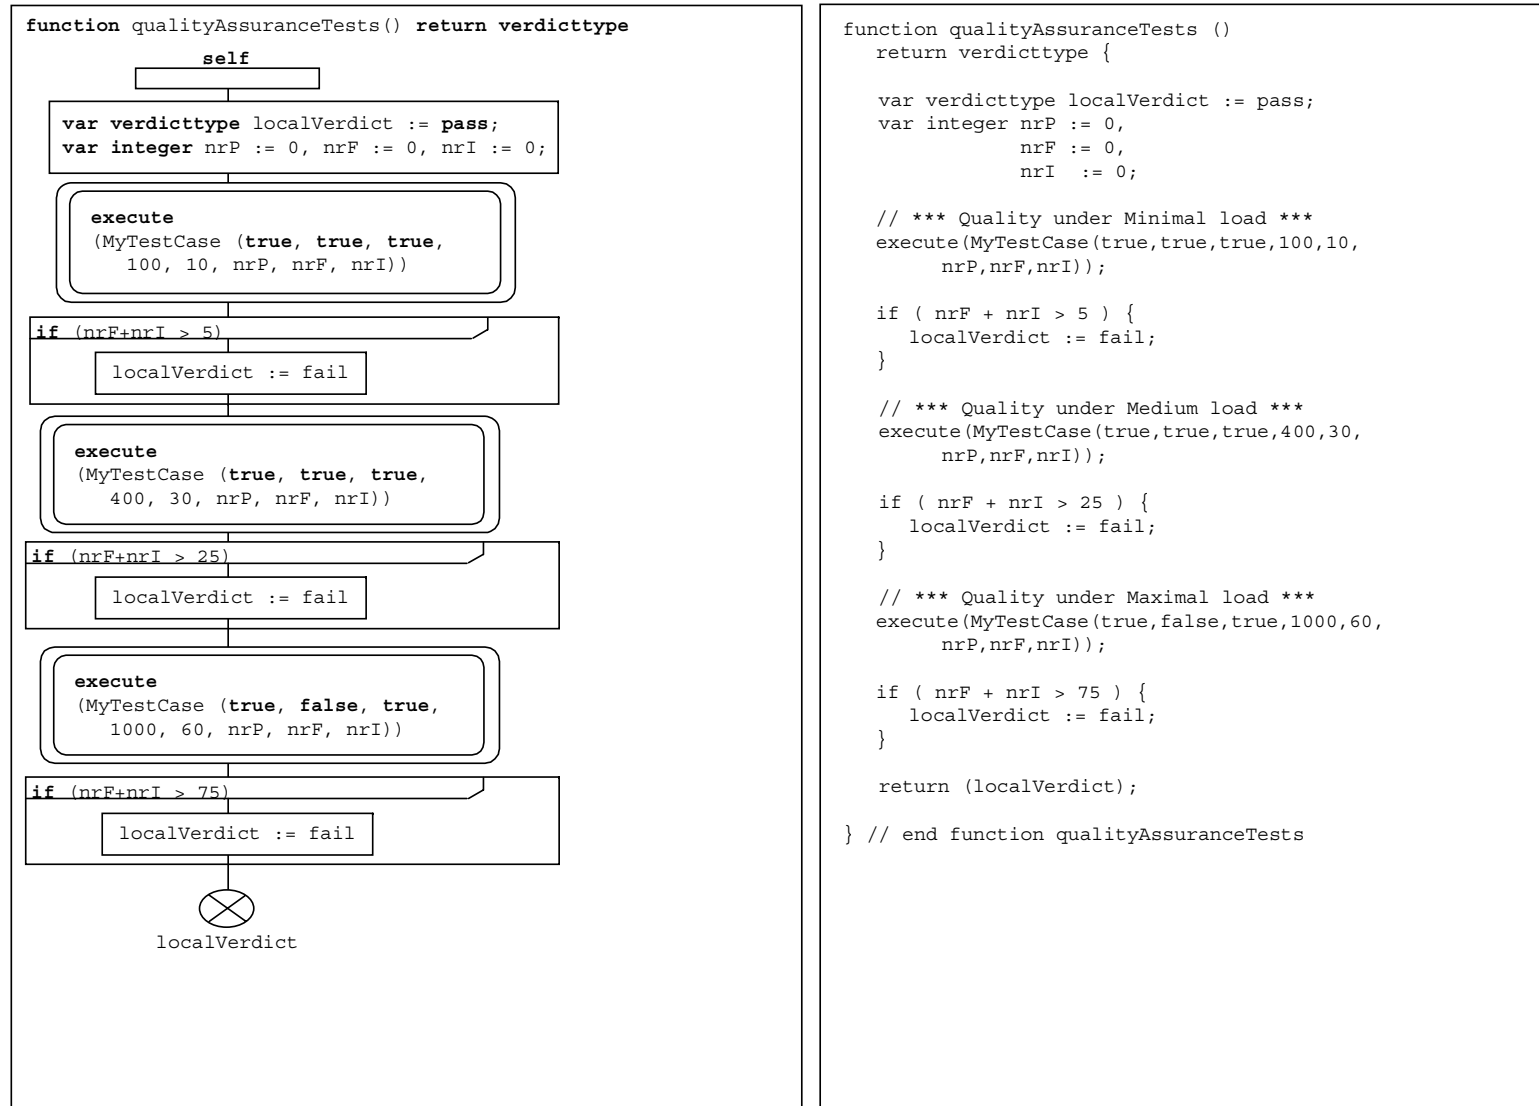 function qualityAssuranceTests() return verdicttype
self
var verdicttype localVerdict := pass;
var integer nrP := 0, nrF := 0, nrI := 0;
execute
(MyTestCase (true, true, true,
100, 10, nrP, nrF, nrI))
if (nrF+nrI > 5)
localVerdict := fail
execute
(MyTestCase (true, true, true,
400, 30, nrP, nrF, nrI))
if (nrF+nrI > 25)
localVerdict := fail
execute
(MyTestCase (true, false, true,
1000, 60, nrP, nrF, nrI))
if (nrF+nrI > 75)
localVerdict := fail
localVerdict
function qualityAssuranceTests ()
return verdicttype {
var verdicttype localVerdict := pass;
var integer nrP := 0,
nrF := 0,
nrI := 0;
// *** Quality under Minimal load ***
execute(MyTestCase(true,true,true,100,10,
nrP,nrF,nrI));
if ( nrF + nrI > 5 ) {
localVerdict := fail;
}
// *** Quality under Medium load ***
execute(MyTestCase(true,true,true,400,30,
nrP,nrF,nrI));
if ( nrF + nrI > 25 ) {
localVerdict := fail;
}
// *** Quality under Maximal load ***
execute(MyTestCase(true,false,true,1000,60,
nrP,nrF,nrI));
if ( nrF + nrI > 75 ) {
localVerdict := fail;
}
return (localVerdict);
} // end function qualityAssuranceTests